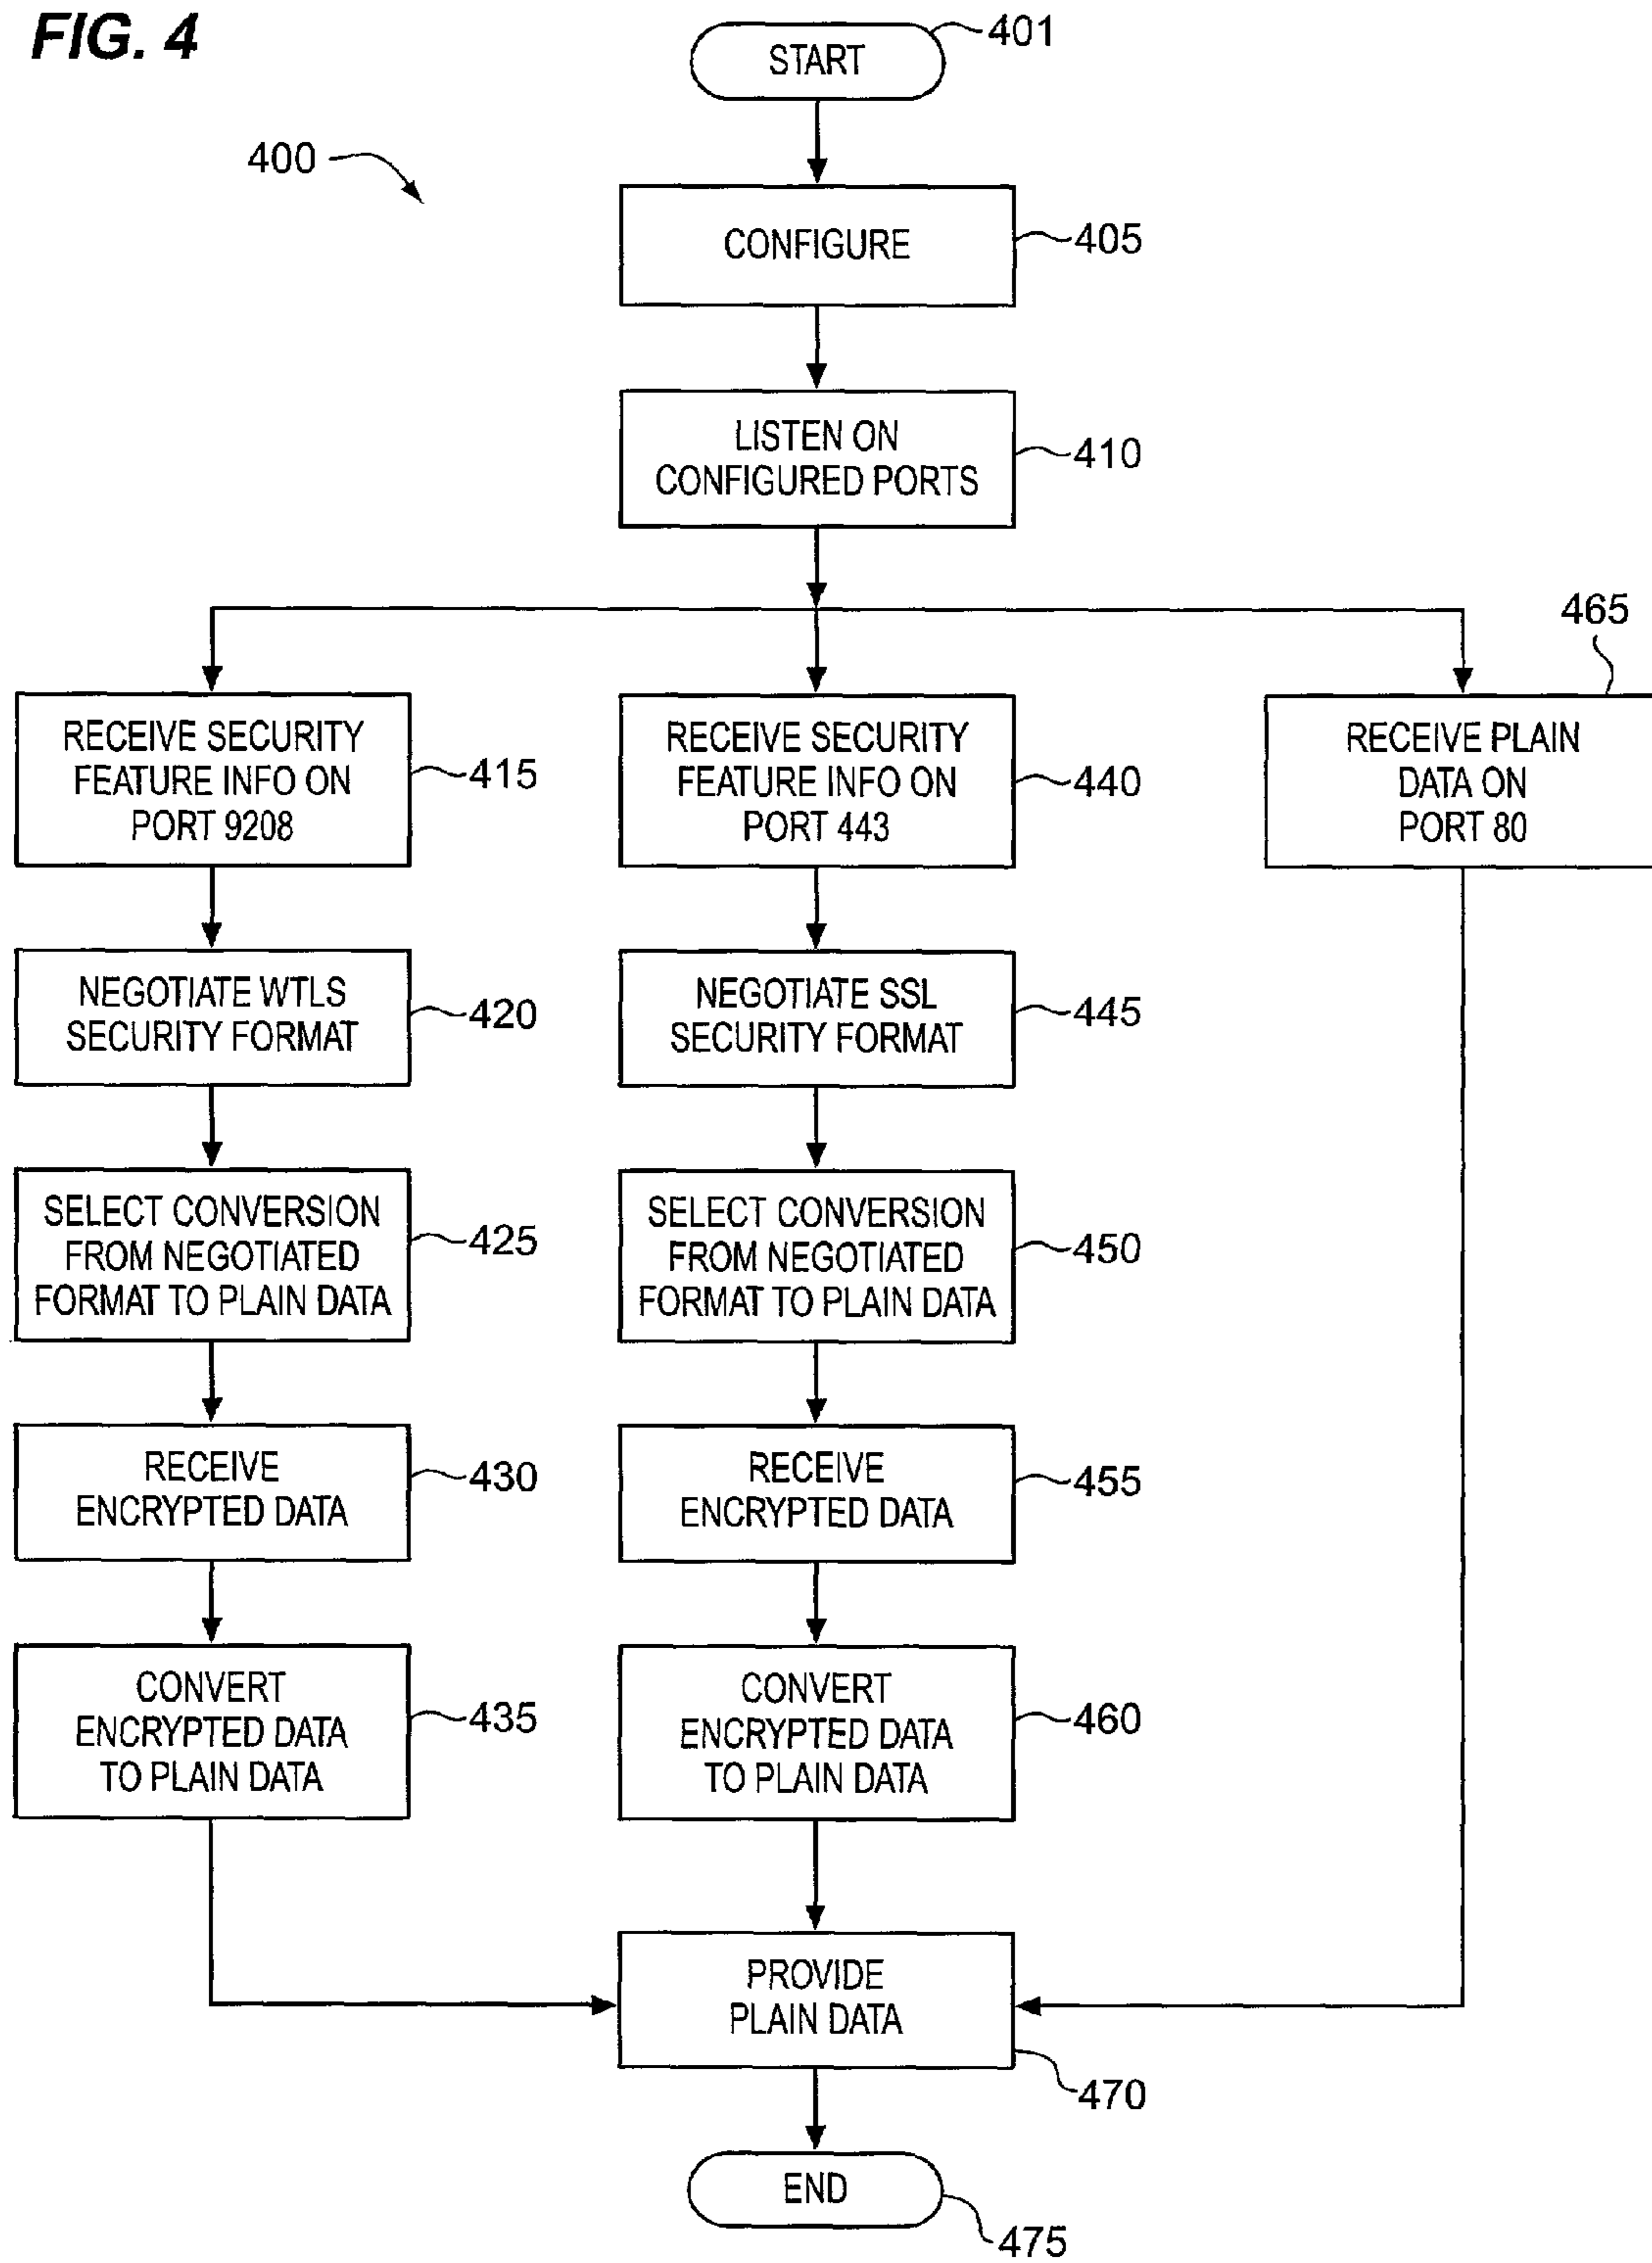 FIG. 4
START
401
400
CONFIGURE
405
LISTEN ON
CONFIGURED PORTS
410
465
RECEIVE SECURITY
FEATURE INFO ON
PORT 9208
415
RECEIVE SECURITY
FEATURE INFO ON
PORT 443
440
RECEIVE PLAIN
DATA ON
PORT 80
NEGOTIATE WTLS
SECURITY FORMAT
420
NEGOTIATE SSL
SECURITY FORMAT
445
SELECT CONVERSION
FROM NEGOTIATED
FORMAT TO PLAIN DATA
425
SELECT CONVERSION
FROM NEGOTIATED
FORMAT TO PLAIN DATA
450
RECEIVE
ENCRYPTED DATA
430
RECEIVE
ENCRYPTED DATA
455
CONVERT
ENCRYPTED DATA
TO PLAIN DATA
435
CONVERT
ENCRYPTED DATA
TO PLAIN DATA
460
PROVIDE
PLAIN DATA
470
END
475